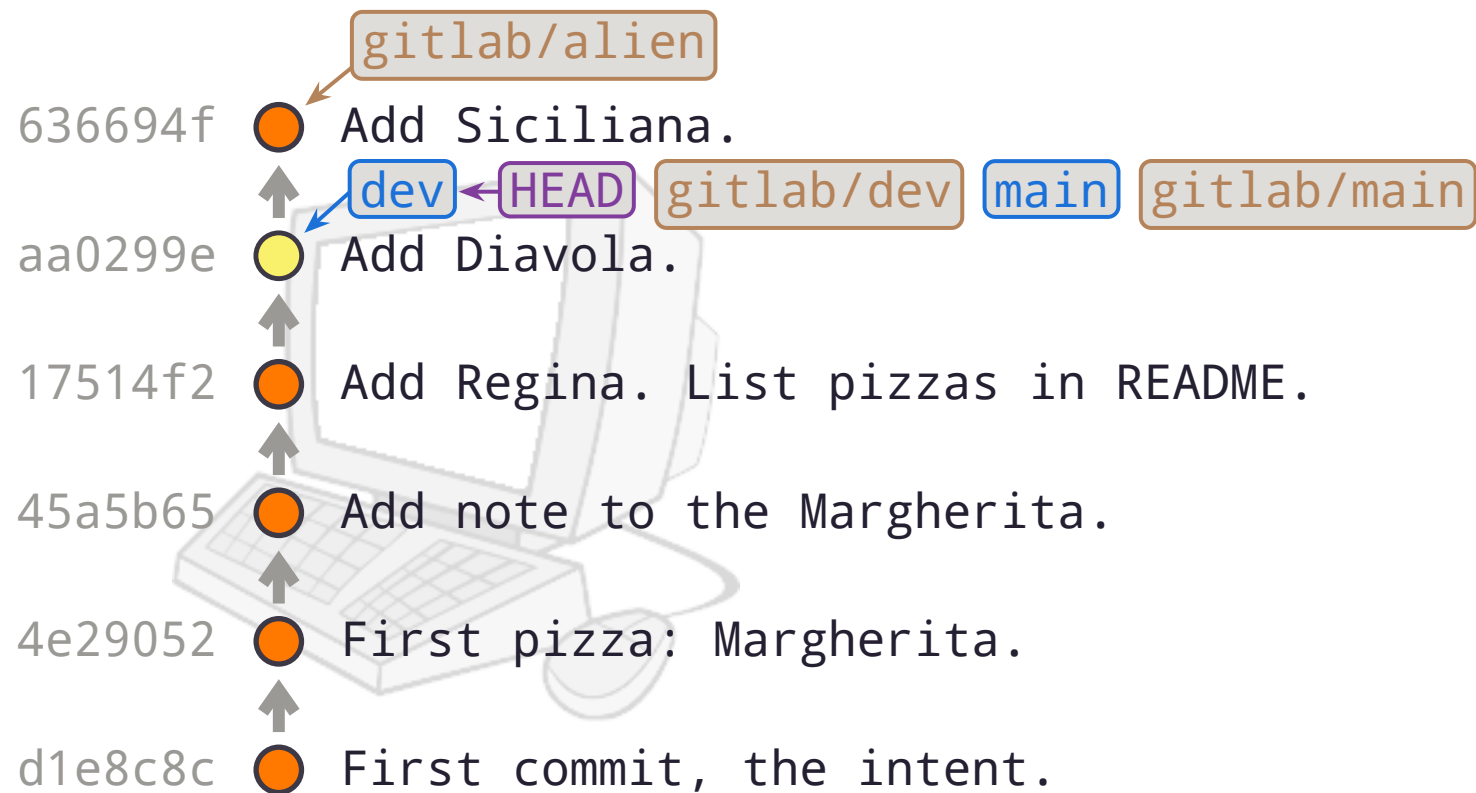 gitlab/alien
636694f Add Siciliana.
dev HEAD gitlab/dev main gitlab/main
aa0299e Add Diavola.
17514f2 Add Regina. List pizzas in README.
45a5b65 Add note to the Margherita.
4e29052 First pizza: Margherita.
d1e8c8c First commit, the intent.